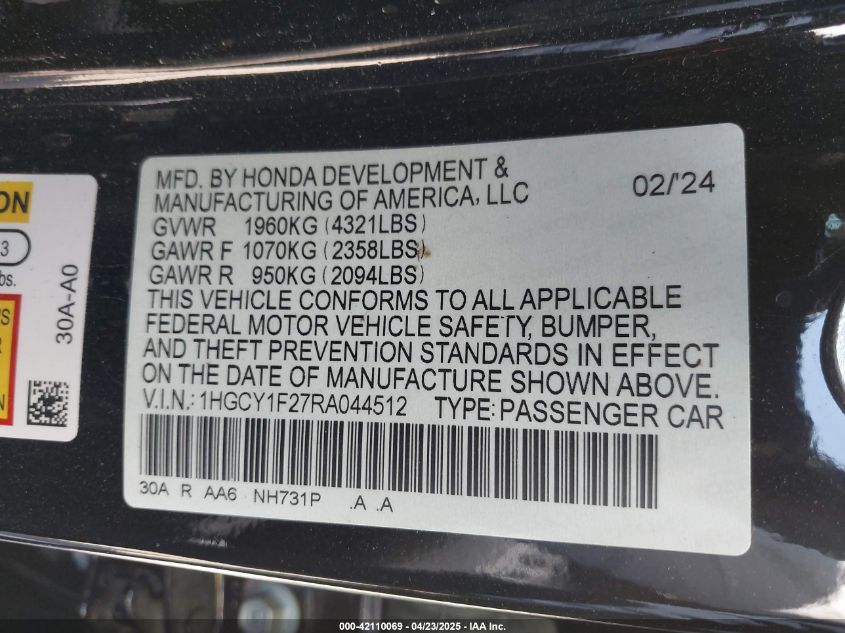 ON
3
bs.
'S
R
N
30A-A0
MFD. BY HONDA DEVELOPMENT &
MANUFACTURING OF AMERICA, LLC
02/'24
GVWR 1960KG (4321LBS)
GAWR F 1070KG (2358LBS)
GAWR R 950KG (2094LBS)
THIS VEHICLE CONFORMS TO ALL APPLICABLE
FEDERAL MOTOR VEHICLE SAFETY, BUMPER,
AND THEFT PREVENTION STANDARDS IN EFFECT
ON THE DATE OF MANUFACTURE SHOWN ABOVE.
V.I.N.: 1HGCY1F27RA044512 TYPE: PASSENGER CAR
30A R AA6 NH731P .A .A
000-42110069 - 04/23/2025 - IAA Inc.